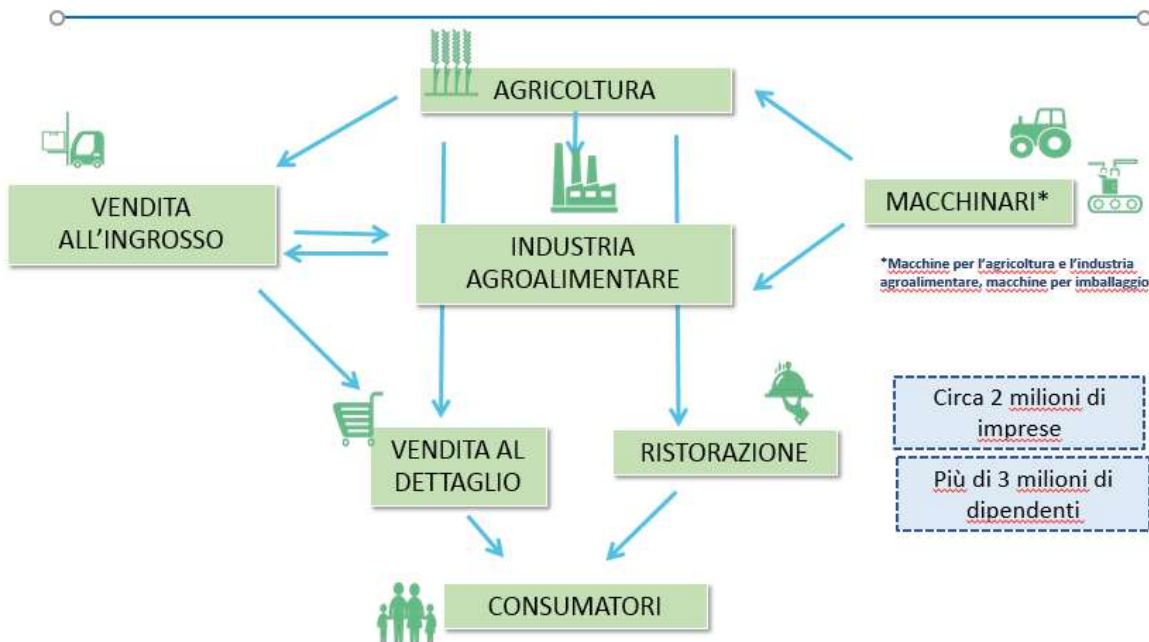 AGRICOLTURA
VENDITA
ALL'INGROSSO
MACCHINARI*
INDUSTRIA
AGROALIMENTARE
*Macchine per l'agricoltura e l'industria
agroalimentare, macchine per imballaggio
Circa 2 milioni di
imprese
VENDITA AL
DETTAGLIO
RISTORAZIONE
Più di 3 milioni di
dipendenti
CONSUMATORI